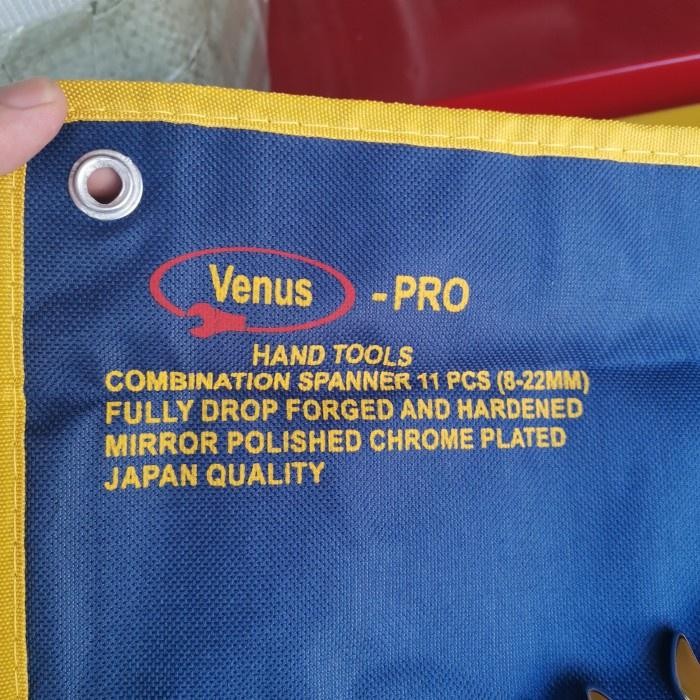 Venus -PRO
HAND TOOLS
COMBINATION SPANNER 11 PCS (8-22MM)
FULLY DROP FORGED AND HARDENED
MIRROR POLISHED CHROME PLATED
JAPAN QUALITY